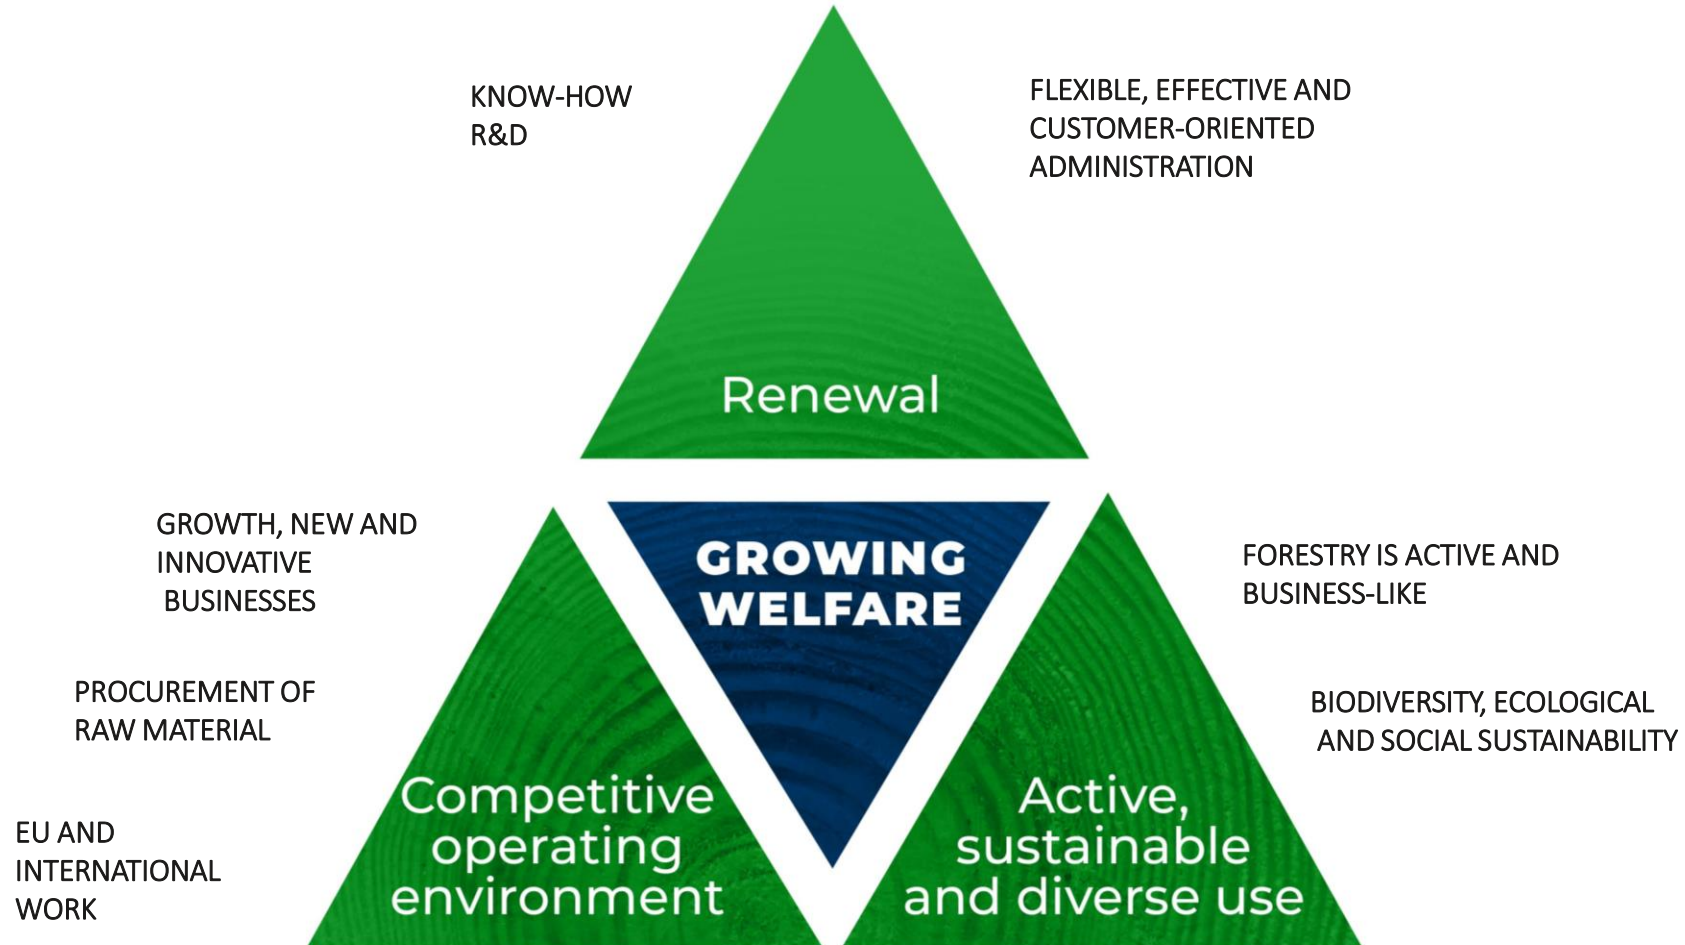 KNOW-HOW
R&D
FLEXIBLE, EFFECTIVE AND
CUSTOMER-ORIENTED
ADMINISTRATION
Renewal
GROWTH, NEW AND
INNOVATIVE
BUSINESSES
GROWING
WELFARE
FORESTRY IS ACTIVE AND
BUSINESS-LIKE
PROCUREMENT OF
RAW MATERIAL
BIODIVERSITY, ECOLOGICAL
AND SOCIAL SUSTAINABILITY
EU AND
INTERNATIONAL
WORK
Competitive
operating
environment
Active,
sustainable
and diverse use